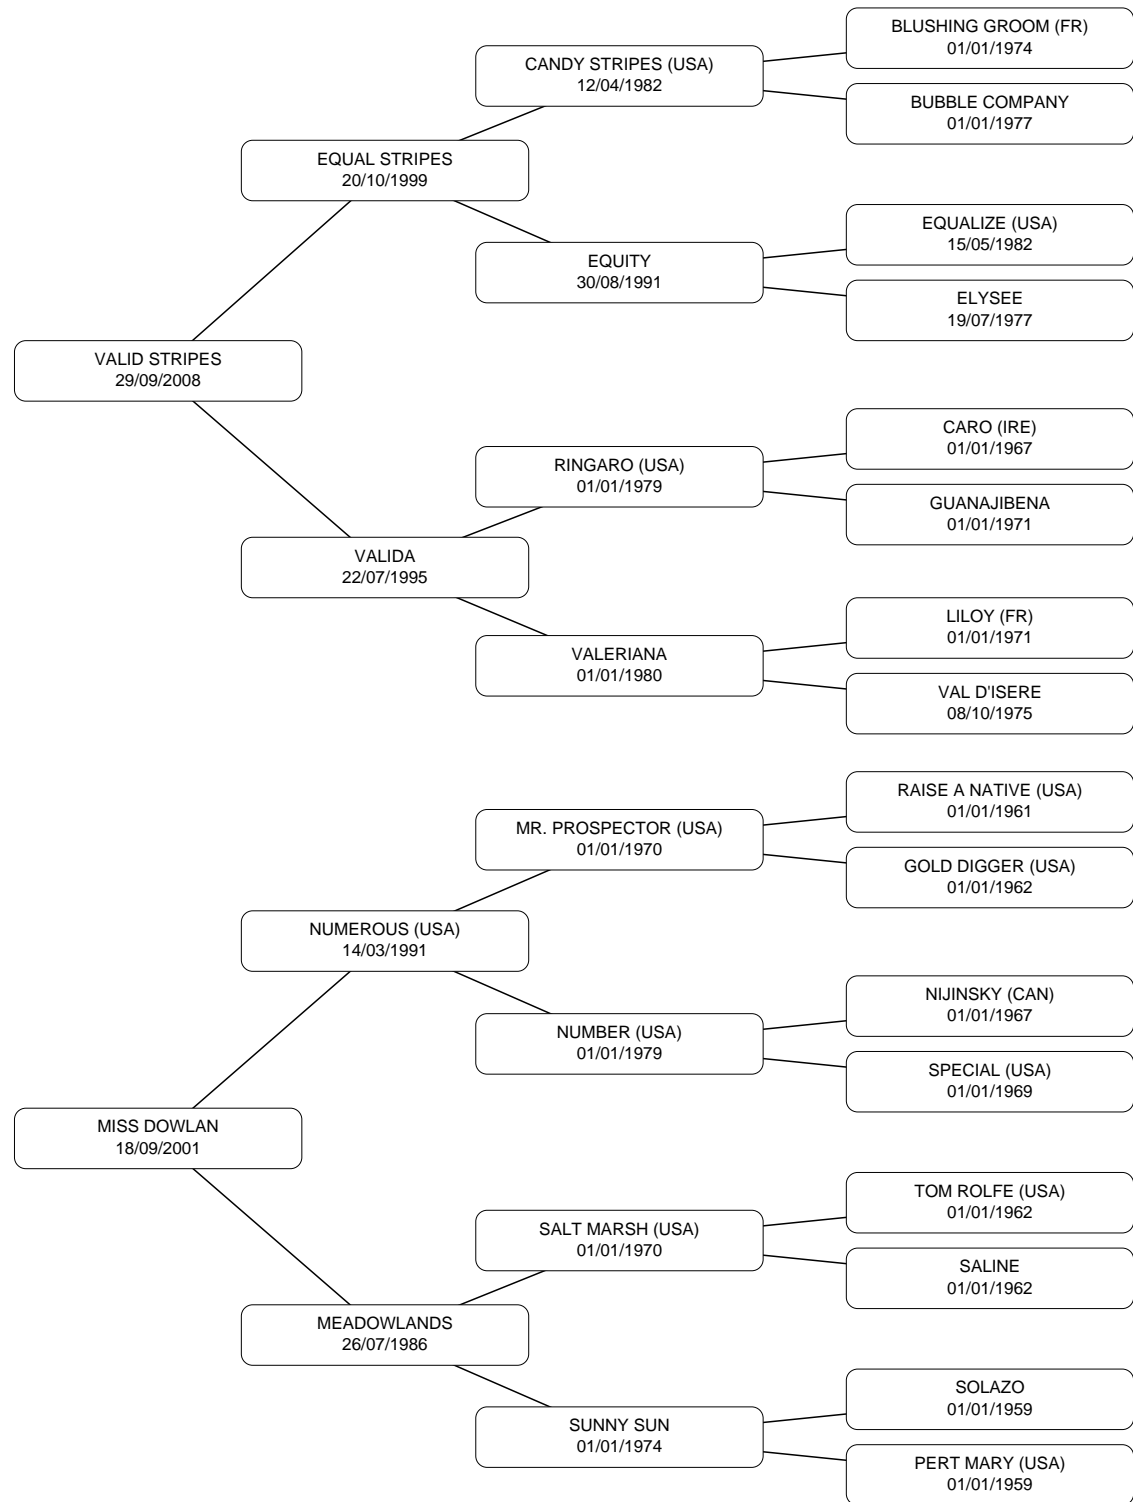 BLUSHING GROOM (FR)
01/01/1974
CANDY STRIPES (USA)
12/04/1982
BUBBLE COMPANY
01/01/1977
EQUAL STRIPES
20/10/1999
EQUALIZE (USA)
15/05/1982
EQUITY
30/08/1991
ELYSEE
19/07/1977
VALID STRIPES
29/09/2008
CARO (IRE)
01/01/1967
RINGARO (USA)
01/01/1979
GUANAJIBENA
01/01/1971
VALIDA
22/07/1995
LILOY (FR)
01/01/1971
VALERIANA
01/01/1980
VAL D'ISERE
08/10/1975
RAISE A NATIVE (USA)
01/01/1961
MR. PROSPECTOR (USA)
01/01/1970
GOLD DIGGER (USA)
01/01/1962
NUMEROUS (USA)
14/03/1991
NIJINSKY (CAN)
01/01/1967
NUMBER (USA)
01/01/1979
SPECIAL (USA)
01/01/1969
MISS DOWLAN
18/09/2001
TOM ROLFE (USA)
01/01/1962
SALT MARSH (USA)
01/01/1970
SALINE
01/01/1962
MEADOWLANDS
26/07/1986
SOLAZO
01/01/1959
SUNNY SUN
01/01/1974
PERT MARY (USA)
01/01/1959